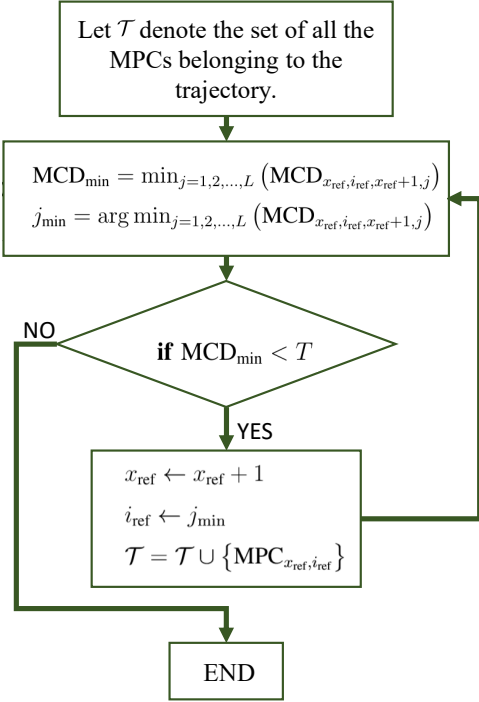 Let 𝒯 denote the set of all the
MPCs belonging to the
trajectory.
MCD_min = min_{j=1,2,...,L} (MCD_{x_ref,i_ref,x_ref+1,j})
j_min = arg min_{j=1,2,...,L} (MCD_{x_ref,i_ref,x_ref+1,j})
NO
if MCD_min < T
YES
x_ref ← x_ref + 1
i_ref ← j_min
𝒯 = 𝒯 ∪ {MPC_{x_ref,i_ref}}
END